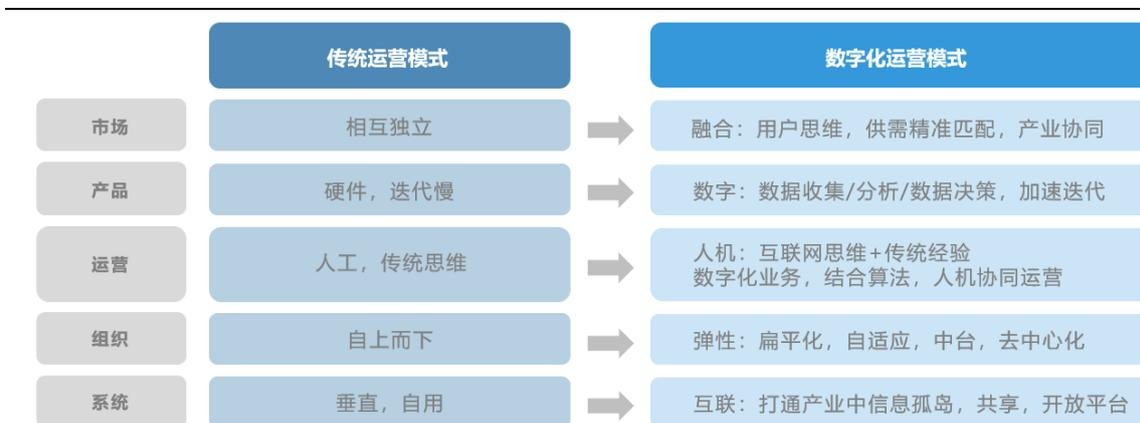 传统运营模式
数字化运营模式
市场
相互独立
融合：用户思维，供需精准匹配，产业协同
产品
硬件，迭代慢
数字：数据收集/分析/数据决策，加速迭代
运营
人工，传统思维
人机：互联网思维+传统经验
数字化业务，结合算法，人机协同运营
组织
自上而下
弹性：扁平化，自适应，中台，去中心化
系统
垂直，自用
互联：打通产业中信息孤岛，共享，开放平台